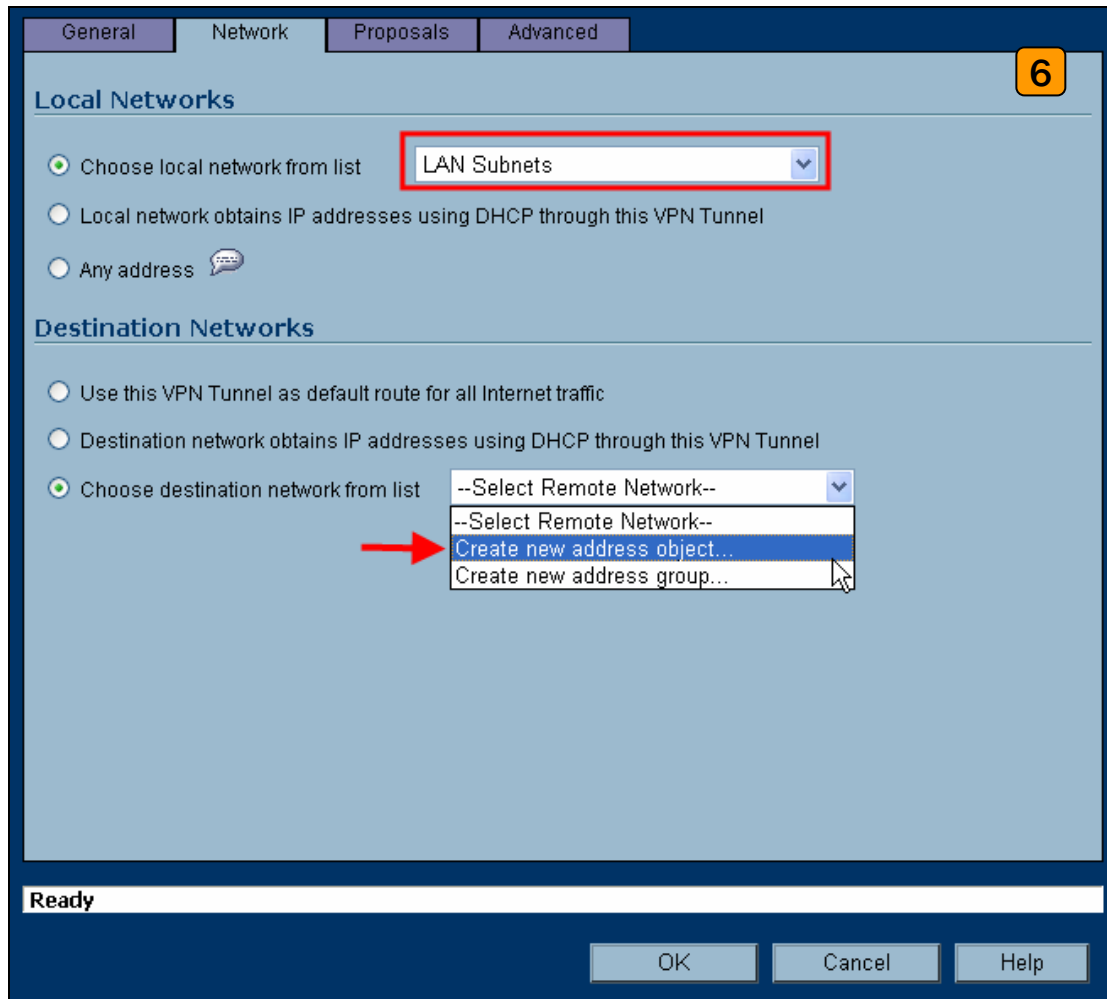 General Network Proposals Advanced
6
Local Networks
Choose local network from list LAN Subnets
Local network obtains IP addresses using DHCP through this VPN Tunnel
Any address
Destination Networks
Use this VPN Tunnel as default route for all Internet traffic
Destination network obtains IP addresses using DHCP through this VPN Tunnel
Choose destination network from list --Select Remote Network--
--Select Remote Network--
Create new address object...
Create new address group...
Ready
OK Cancel Help